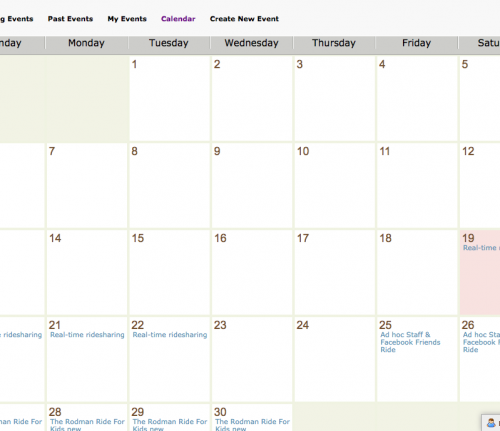 g Events Past Events My Events Calendar Create New Event
nday Monday Tuesday Wednesday Thursday Friday Satu
1 2 3 4 5
7 8 9 10 11 12
14 15 16 17 18 19
Real-time
21 22 23 24 25 26
e ridesharing Real-time ridesharing Real-time ridesharing Ad hoc Staff & Ad hoc Sta
Facebook Friends Facebook
Ride Ride
28 29 30
man Ride For The Rodman Ride For The Rodman Ride For The Rodman Ride For
Kids new Kids new Kids new